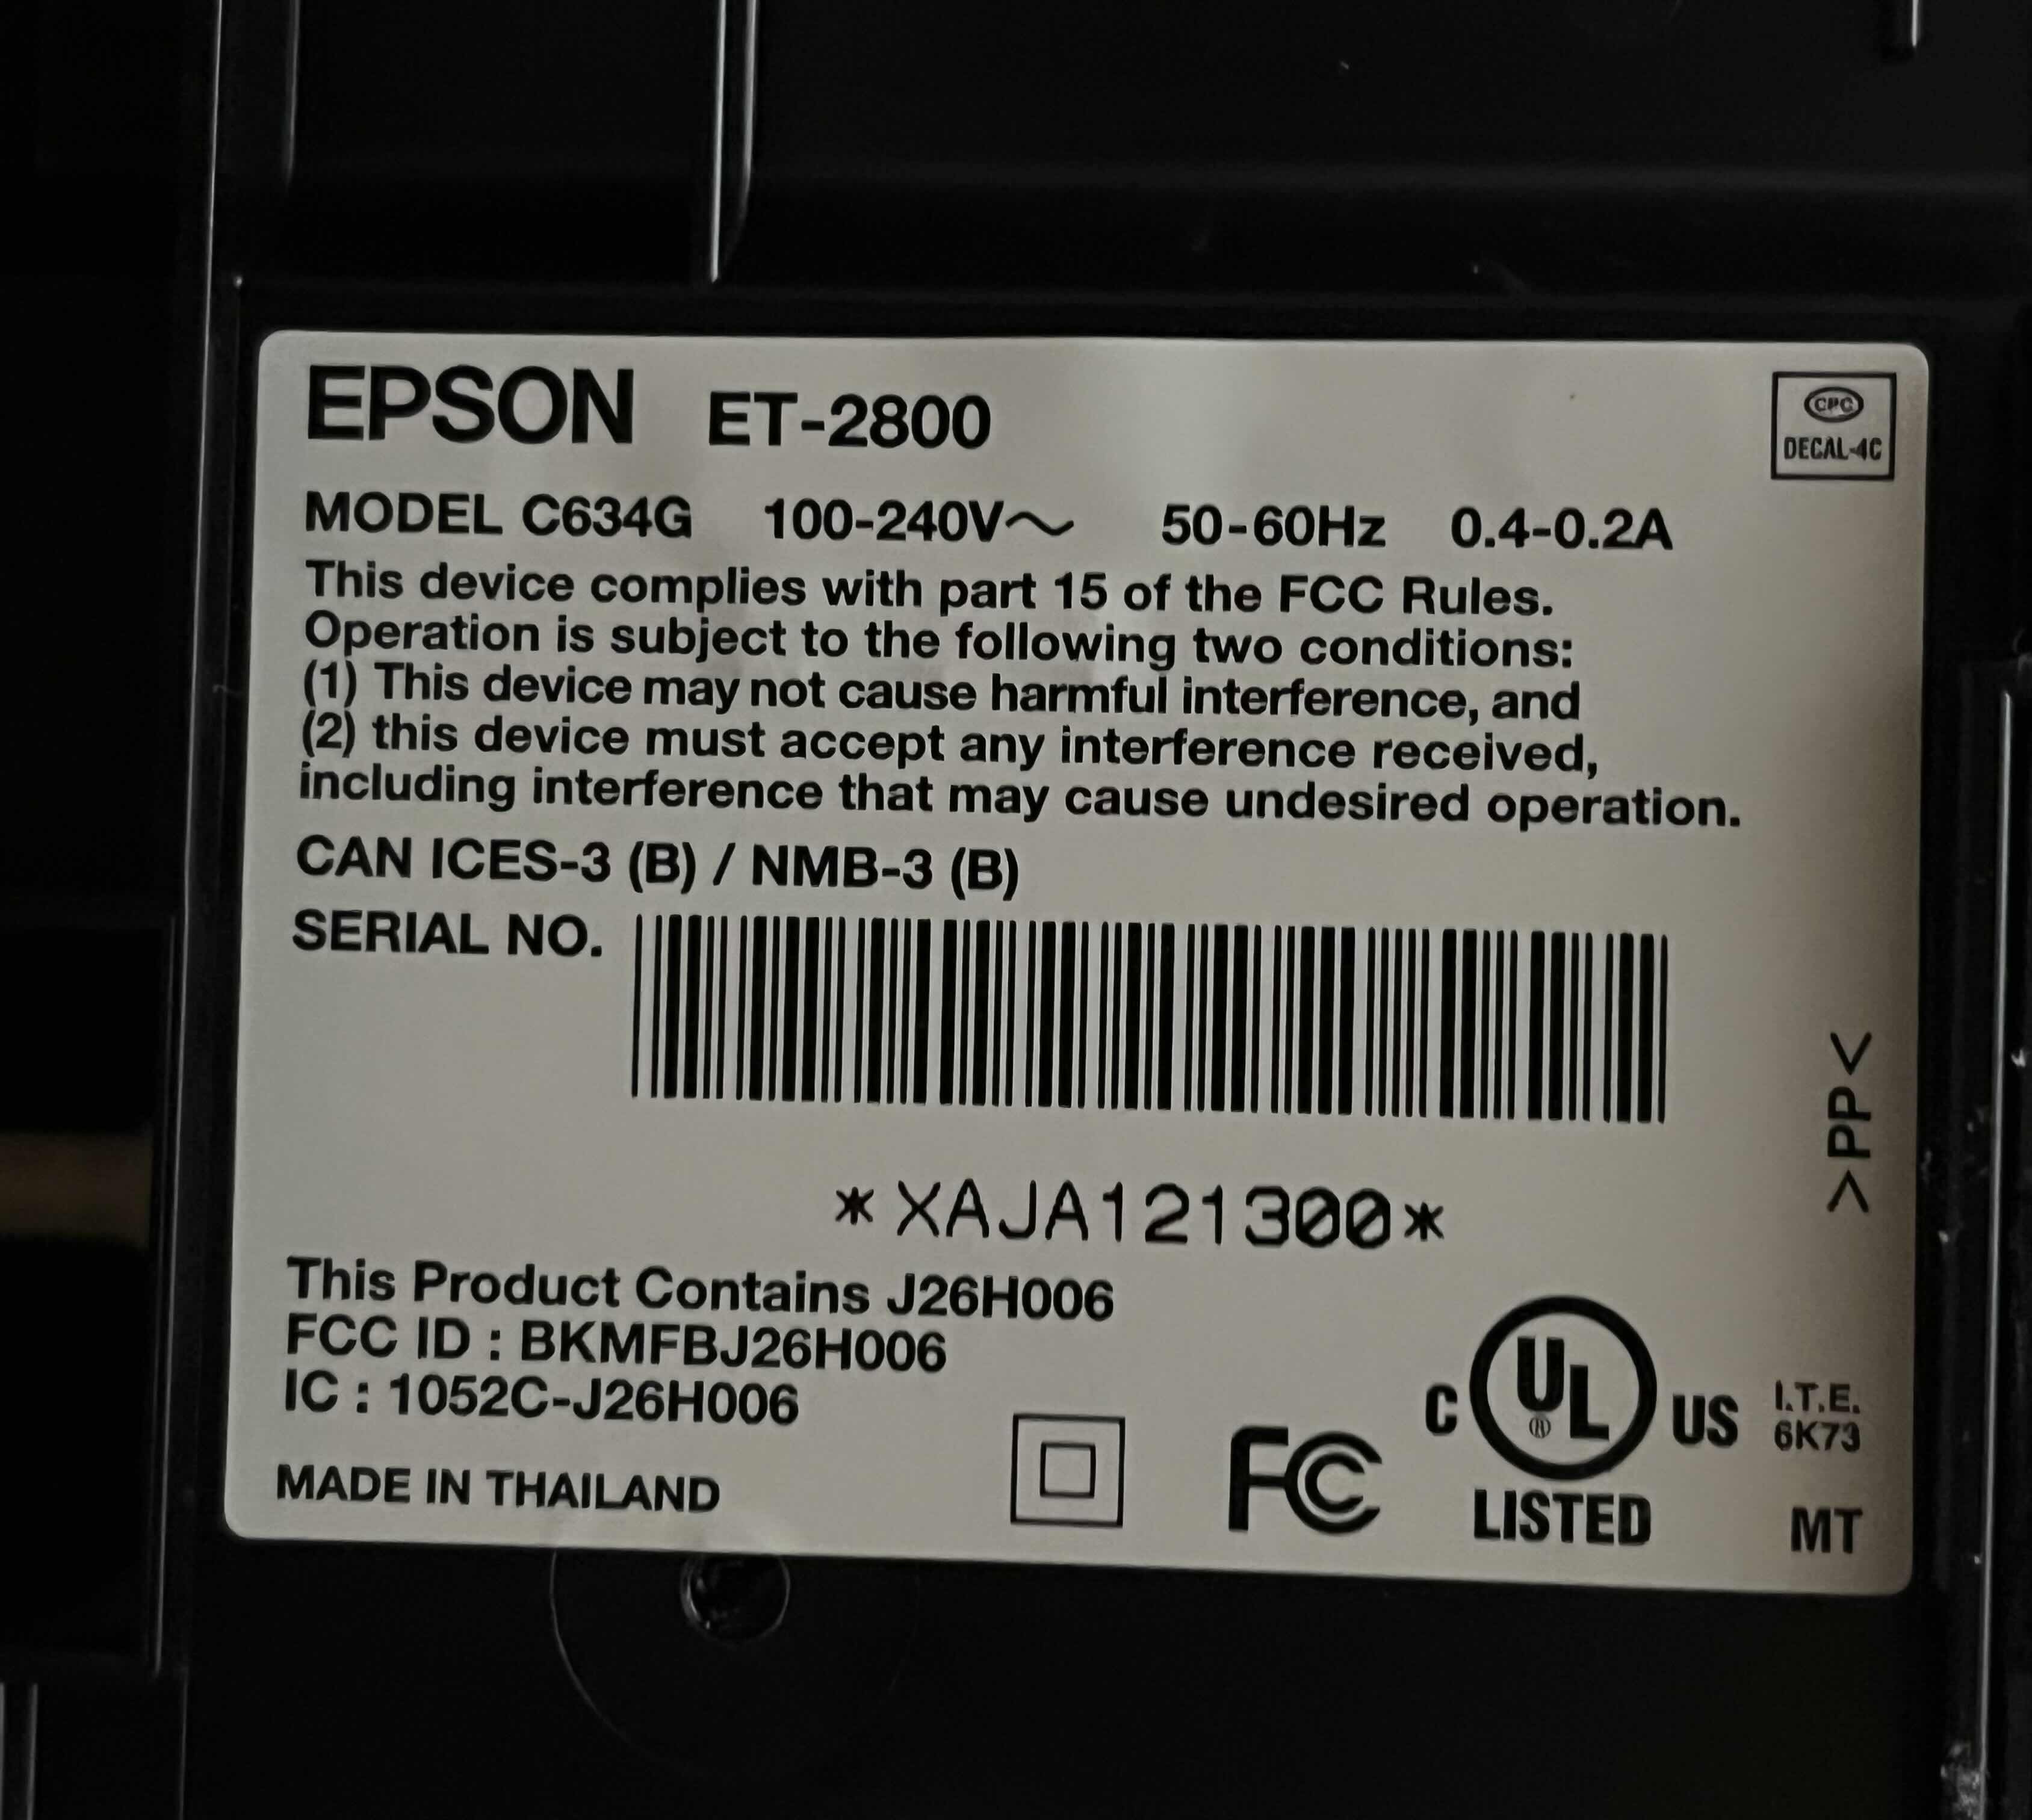 EPSON ET-2800
CPC
DECAL-4C
MODEL C634G 100-240V～ 50-60Hz 0.4-0.2A
This device complies with part 15 of the FCC Rules.
Operation is subject to the following two conditions:
(1) This device may not cause harmful interference, and
(2) this device must accept any interference received,
including interference that may cause undesired operation.
CAN ICES-3 (B) / NMB-3 (B)
SERIAL NO.
*XAJA121300*
>PP<
This Product Contains J26H006
FCC ID : BKMFBJ26H006
IC : 1052C-J26H006
MADE IN THAILAND
FC
C UL® US
LISTED
I.T.E.
6K73
MT